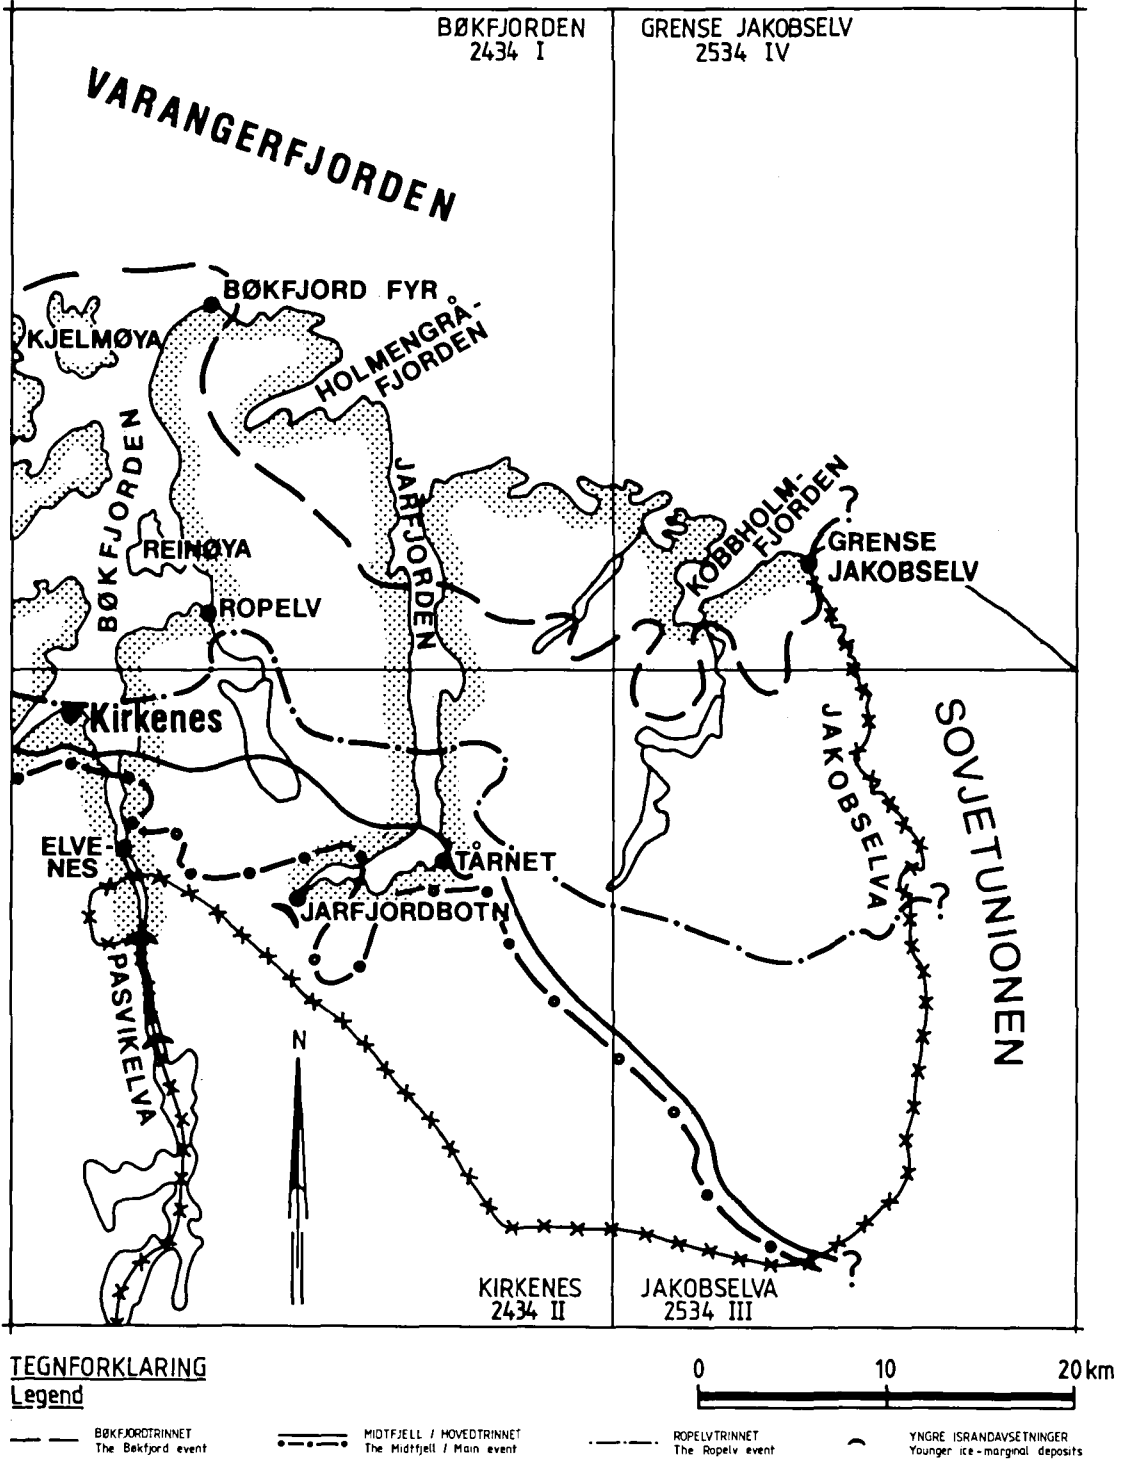 BØKFJORDEN
2434 I
GRENSE JAKOBSELV
2534 IV
VARANGERFJORDEN
BØKFJORD FYR
KJELMØYA
HOLMENGRÅ-
FJORDEN
BØKFJORDEN
JARFJORDEN
KOBBHOLM-
FJORDEN
?
GRENSE
JAKOBSELV
REINØYA
ROPELV
Kirkenes
JAKOBSELVA
SOVJETUNIONEN
ELVE-
NES
TÅRNET
JARFJORDBOTN
?
PASVIKELVA
N
?
KIRKENES
2434 II
JAKOBSELVA
2534 III
TEGNFORKLARING
Legend
0 10 20 km
BØKFJORDTRINNET
The Bøkfjord event
MIDTFJELL / HOVEDTRINNET
The Midtfjell / Main event
ROPELVTRINNET
The Ropelv event
YNGRE ISRANDAVSETNINGER
Younger ice-marginal deposits